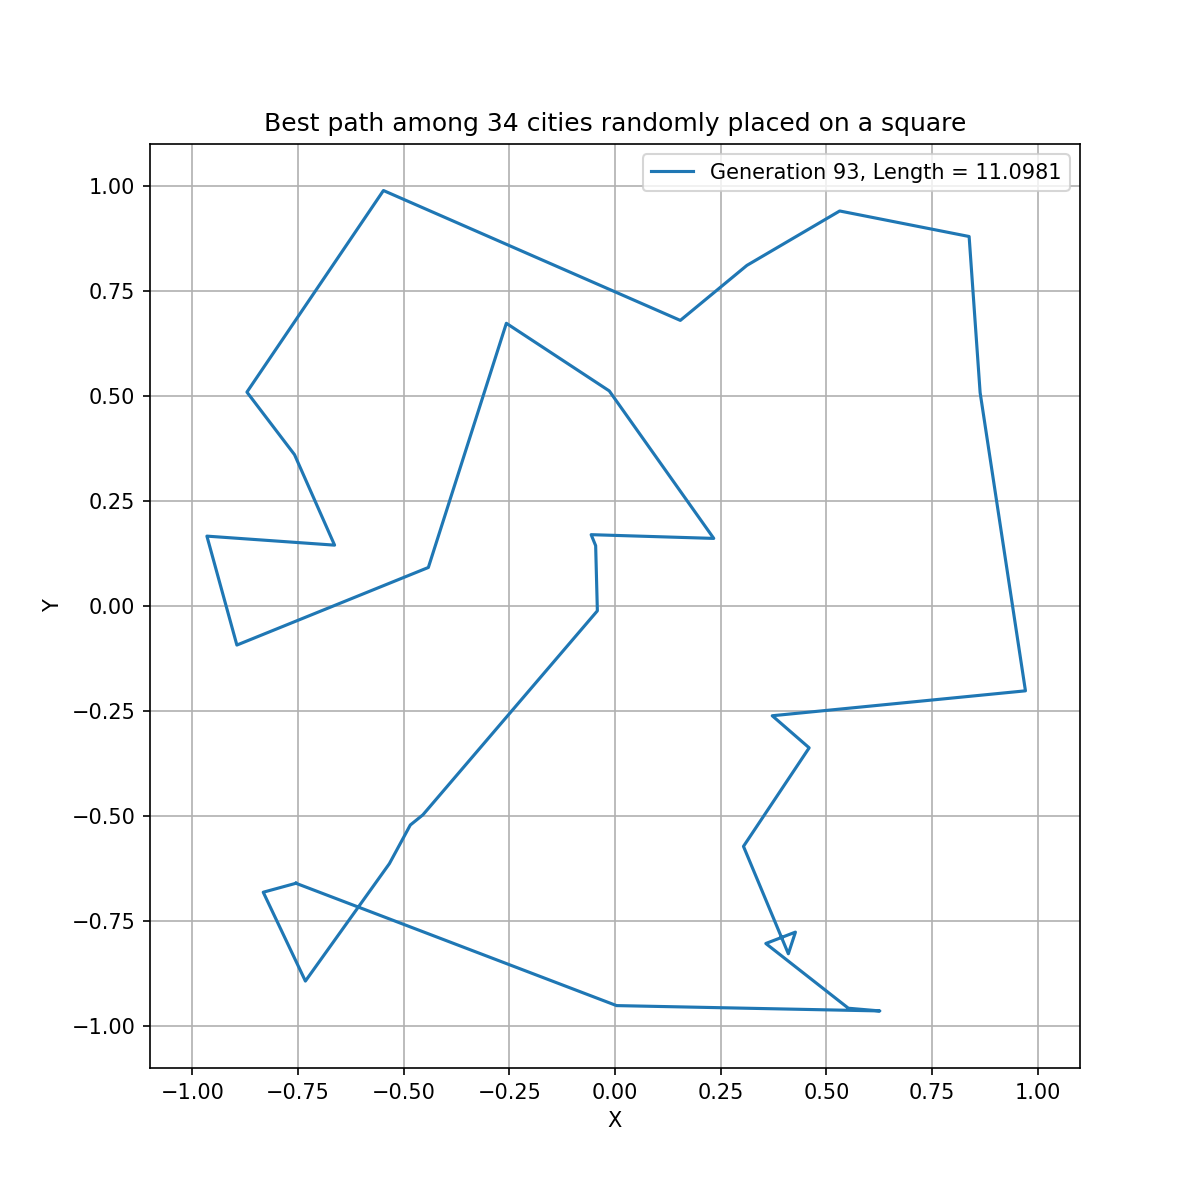 Best path among 34 cities randomly placed on a square
Generation 93, Length = 11.0981
1.00
0.75
0.50
0.25
0.00
−0.25
−0.50
−0.75
−1.00
Y
−1.00 −0.75 −0.50 −0.25 0.00 0.25 0.50 0.75 1.00
X